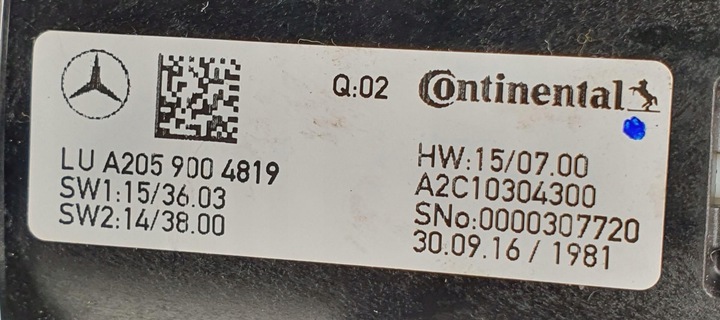 Q:02
Continental
LU A205 900 4819
SW1:15/36.03
SW2:14/38.00
HW:15/07.00
A2C10304300
SNo:0000307720
30.09.16 / 1981